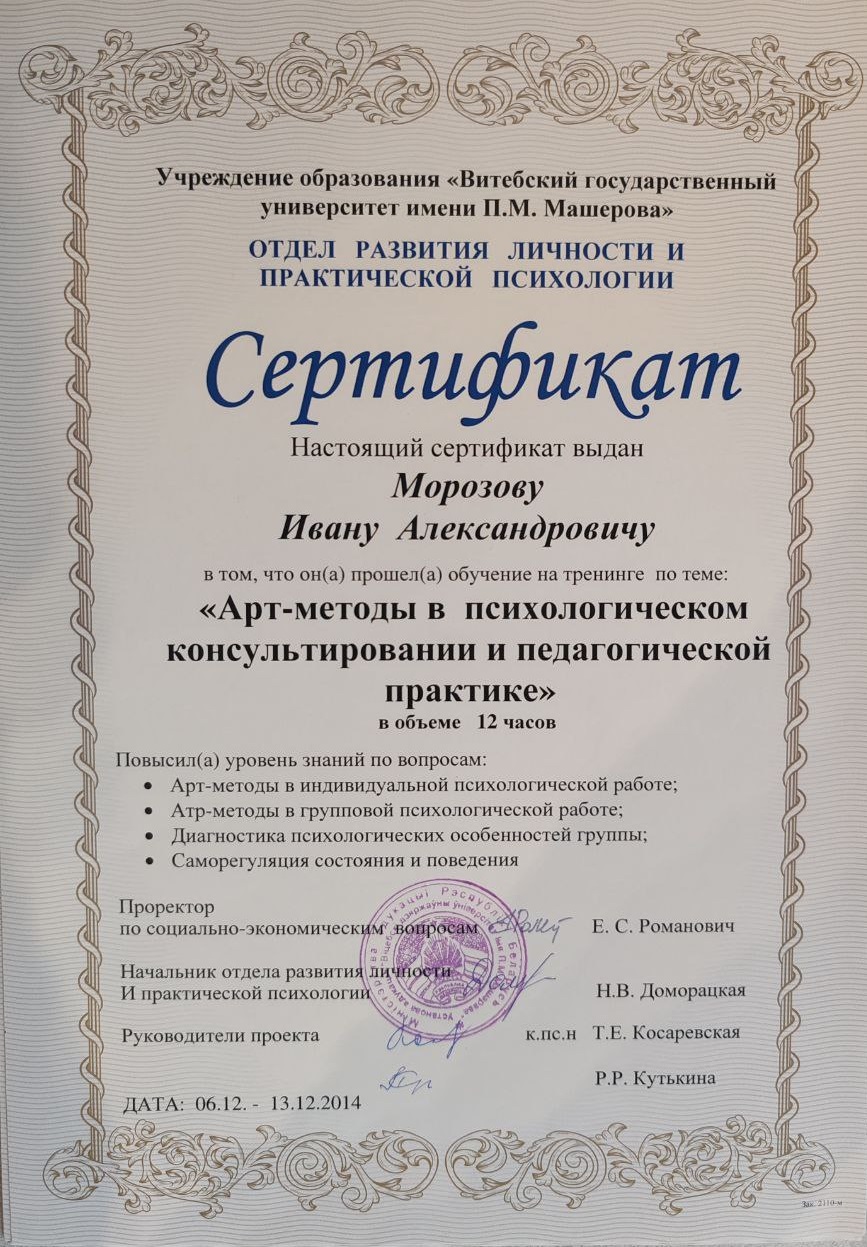 Учреждение образования «Витебский государственный
университет имени П.М. Машерова»
ОТДЕЛ РАЗВИТИЯ ЛИЧНОСТИ И
ПРАКТИЧЕСКОЙ ПСИХОЛОГИИ
Сертификат
Настоящий сертификат выдан
Морозову
Ивану Александровичу
в том, что он(а) прошел(а) обучение на тренинге по теме:
«Арт-методы в психологическом
консультировании и педагогической
практике»
в объеме 12 часов
Повысил(а) уровень знаний по вопросам:
• Арт-методы в индивидуальной психологической работе;
• Атр-методы в групповой психологической работе;
• Диагностика психологических особенностей группы;
• Саморегуляция состояния и поведения
Проректор
по социально-экономическим вопросам Е. С. Романович
Начальник отдела развития личности
И практической психологии Н.В. Доморацкая
Руководители проекта к.пс.н Т.Е. Косаревская
Р.Р. Кутькина
ДАТА: 06.12. - 13.12.2014
Зак. 2110-м